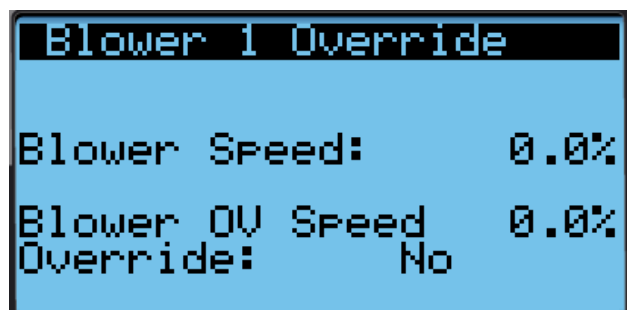 Blower 1 Override
Blower Speed: 0.0%
Blower OV Speed 0.0%
Override: No